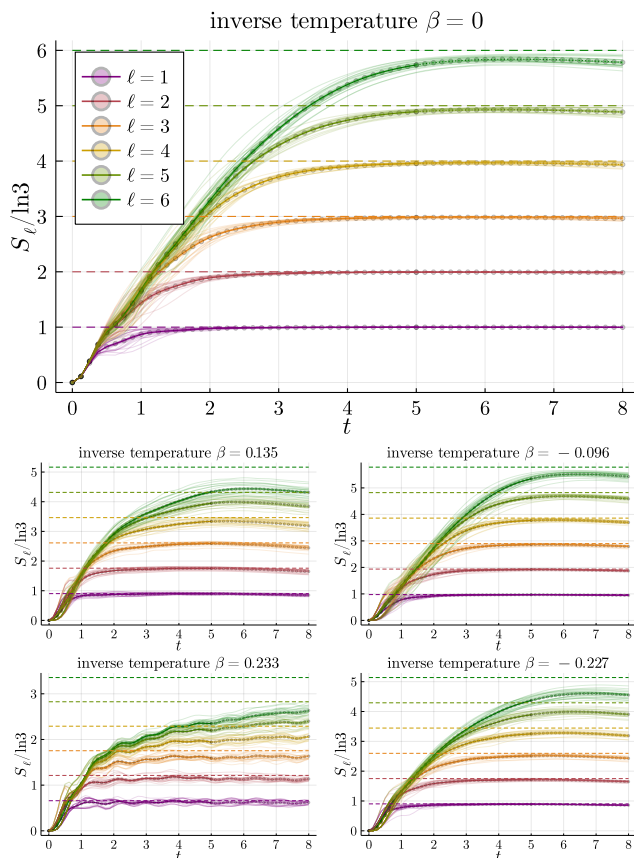 inverse temperature β = 0
S_ℓ/ln3
6
5
4
3
2
1
0
ℓ = 1
ℓ = 2
ℓ = 3
ℓ = 4
ℓ = 5
ℓ = 6
0 1 2 3 4 5 6 7 8
t
inverse temperature β = 0.135
S_ℓ/ln3
5
4
3
2
1
0
0 1 2 3 4 5 6 7 8
t
inverse temperature β = − 0.096
S_ℓ/ln3
5
4
3
2
1
0
0 1 2 3 4 5 6 7 8
t
inverse temperature β = 0.233
S_ℓ/ln3
3
2
1
0
0 1 2 3 4 5 6 7 8
t
inverse temperature β = − 0.227
S_ℓ/ln3
5
4
3
2
1
0
0 1 2 3 4 5 6 7 8
t